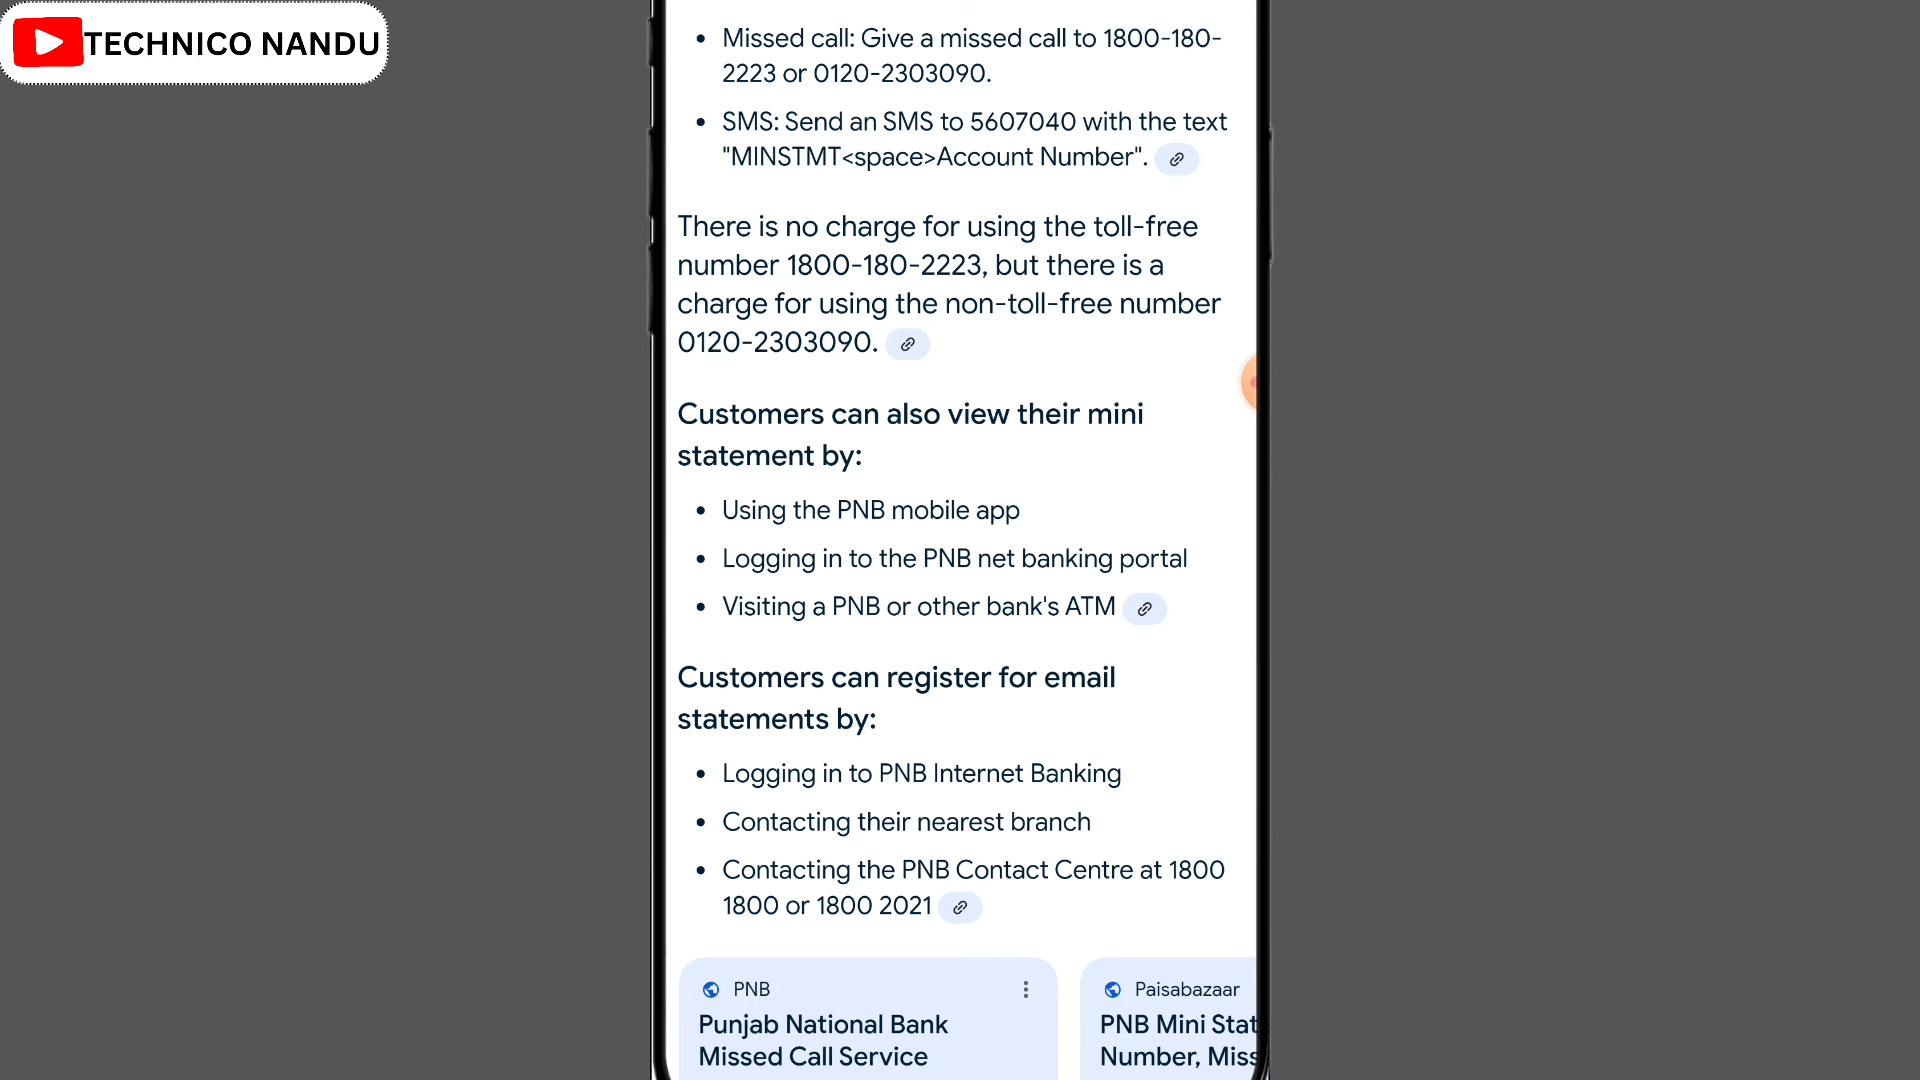 TECHNICO NANDU
• Missed call: Give a missed call to 1800-180-
2223 or 0120-2303090.
• SMS: Send an SMS to 5607040 with the text
"MINSTMT<space>Account Number".
There is no charge for using the toll-free
number 1800-180-2223, but there is a
charge for using the non-toll-free number
0120-2303090.
Customers can also view their mini
statement by:
• Using the PNB mobile app
• Logging in to the PNB net banking portal
• Visiting a PNB or other bank's ATM
Customers can register for email
statements by:
• Logging in to PNB Internet Banking
• Contacting their nearest branch
• Contacting the PNB Contact Centre at 1800
1800 or 1800 2021
PNB
Punjab National Bank
Missed Call Service
Paisabazaar
PNB Mini Stat
Number, Miss